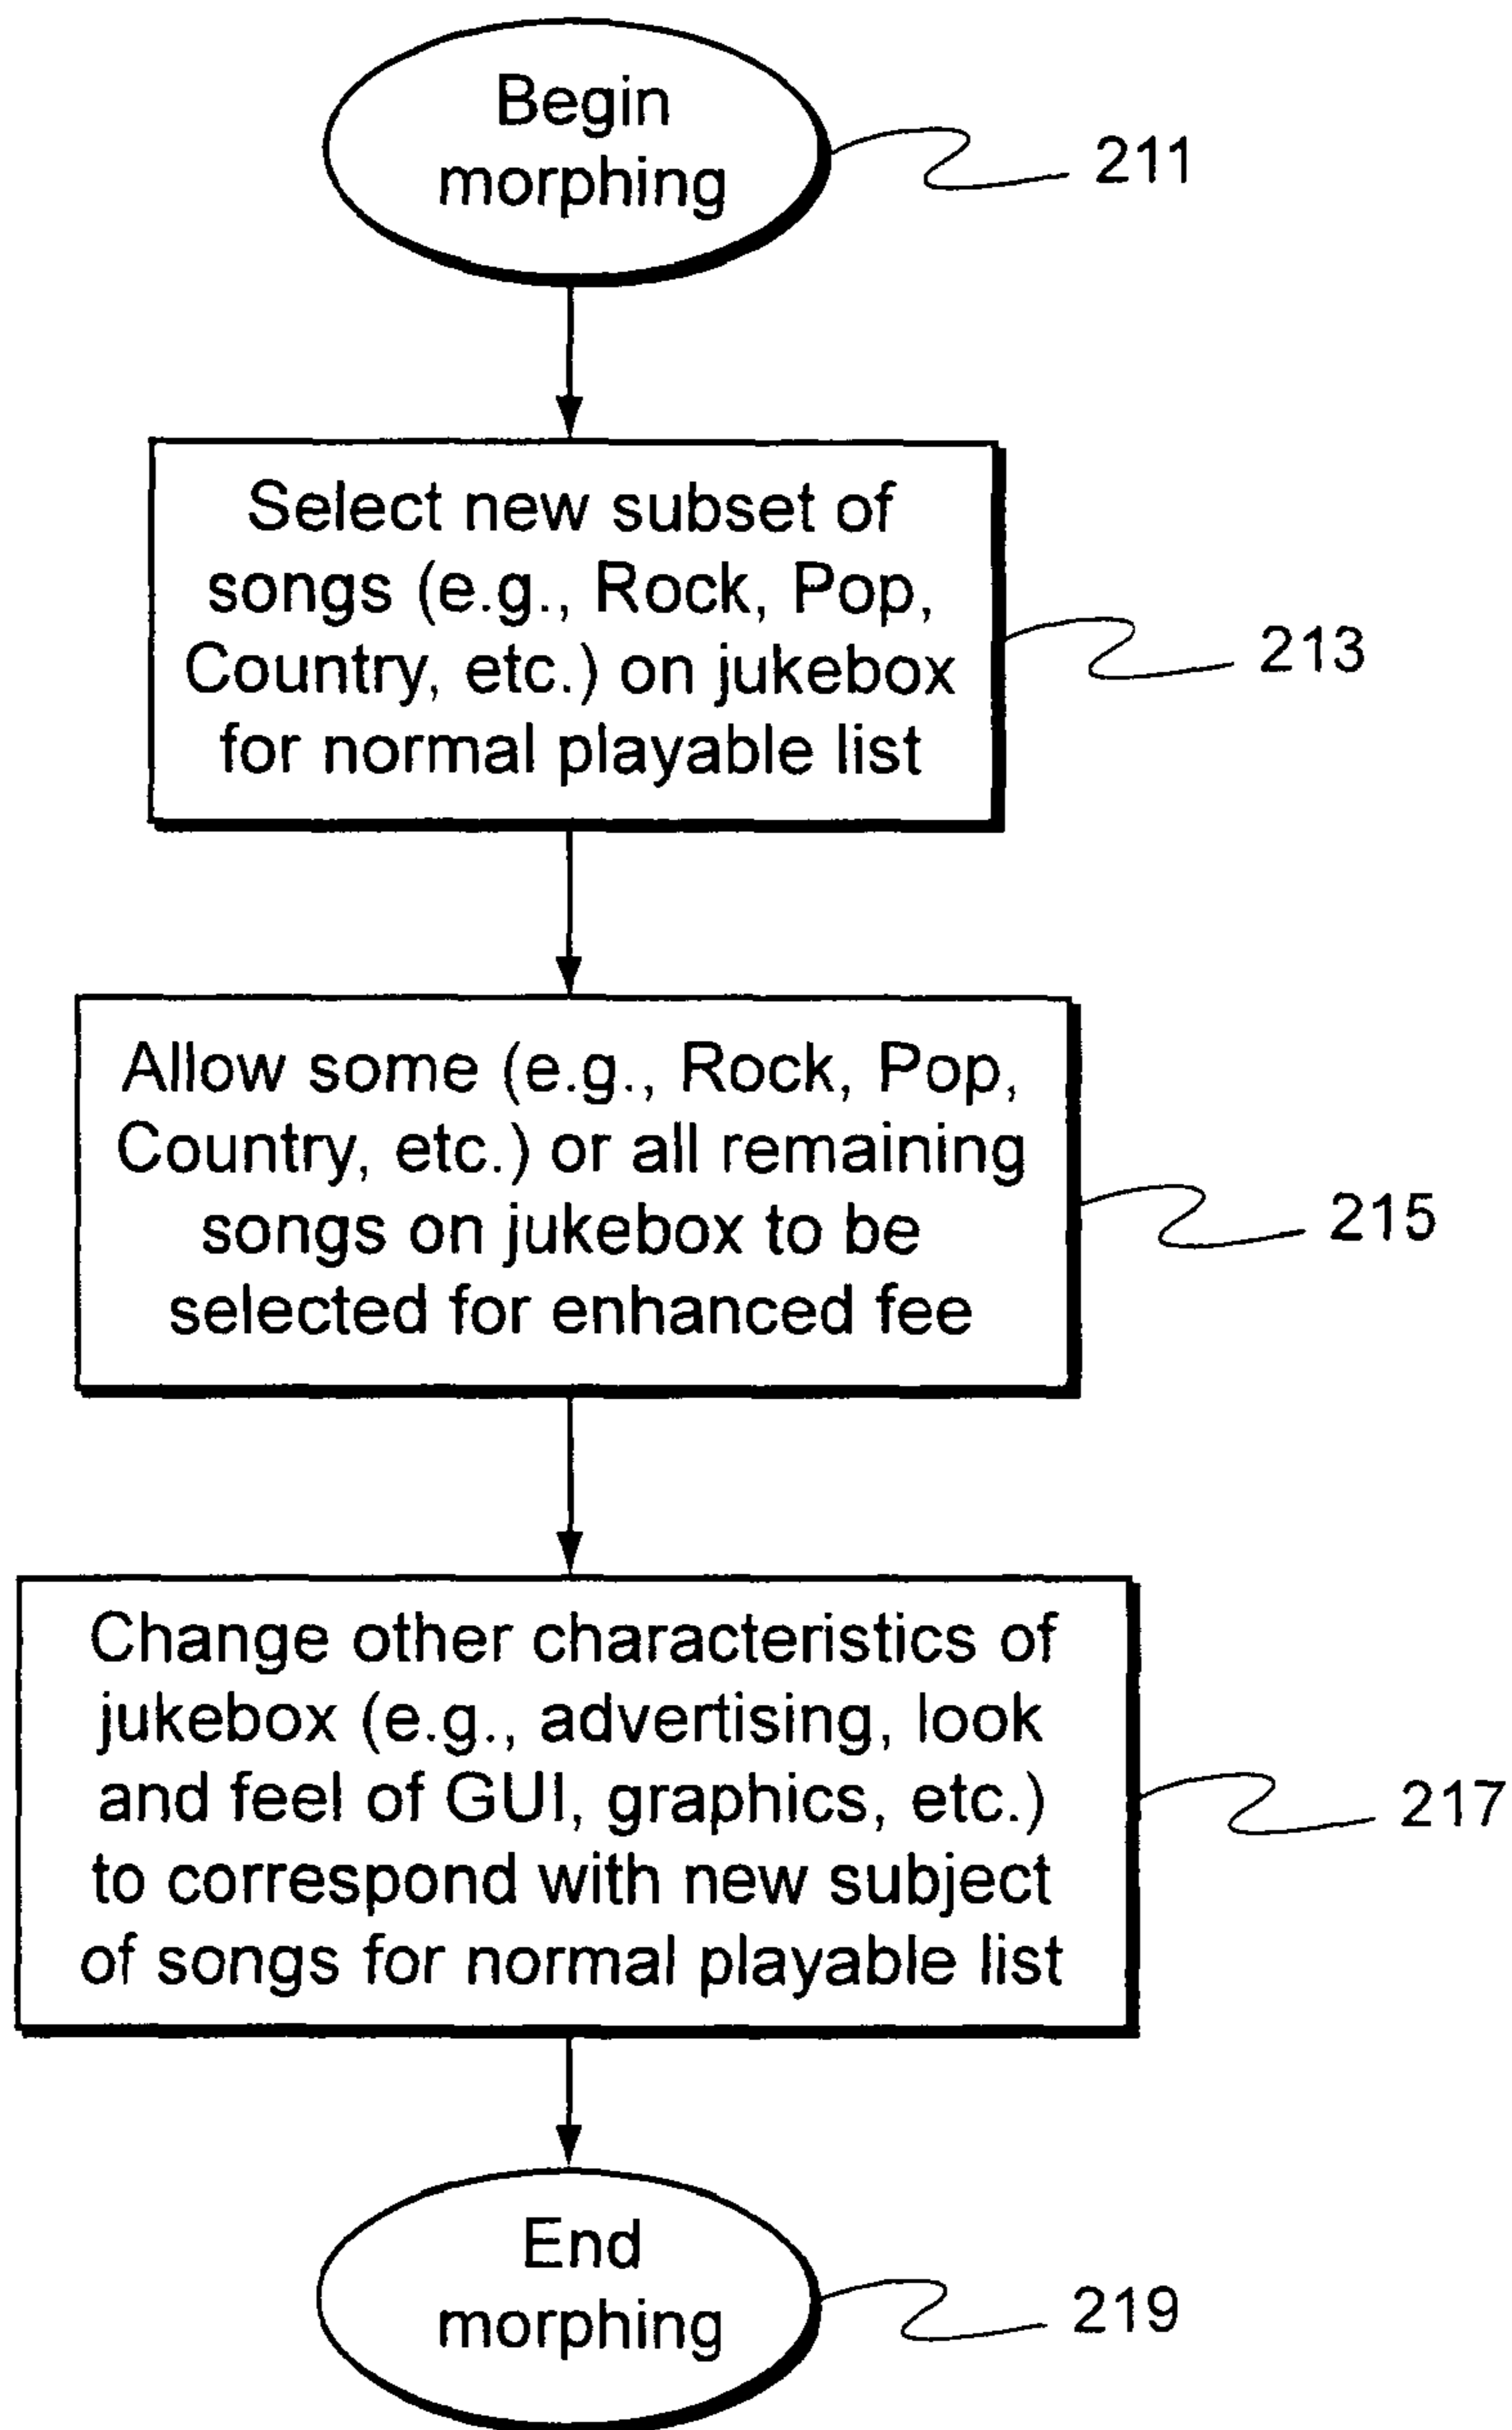 Begin
morphing
211
Select new subset of
songs (e.g., Rock, Pop,
Country, etc.) on jukebox
for normal playable list
213
Allow some (e.g., Rock, Pop,
Country, etc.) or all remaining
songs on jukebox to be
selected for enhanced fee
215
Change other characteristics of
jukebox (e.g., advertising, look
and feel of GUI, graphics, etc.)
to correspond with new subject
of songs for normal playable list
217
End
morphing
219